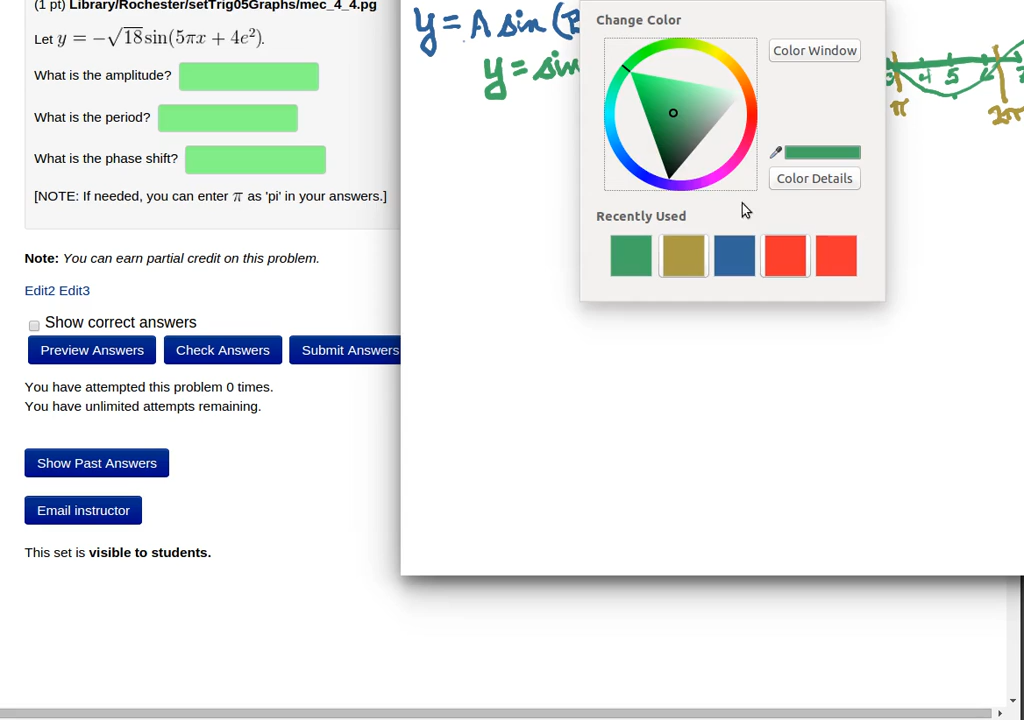 (1 pt) Library/Rochester/setTrig05Graphs/mec_4_4.pg
Let y = −√18 sin(5πx + 4e²).
What is the amplitude?
What is the period?
What is the phase shift?
[NOTE: If needed, you can enter π as 'pi' in your answers.]
Note: You can earn partial credit on this problem.
Edit2 Edit3
Show correct answers
Preview Answers Check Answers Submit Answers
You have attempted this problem 0 times.
You have unlimited attempts remaining.
Show Past Answers
Email instructor
This set is visible to students.
y = A sin (B
y = sin
Change Color
Color Window
Color Details
Recently Used
4 5
π
2π